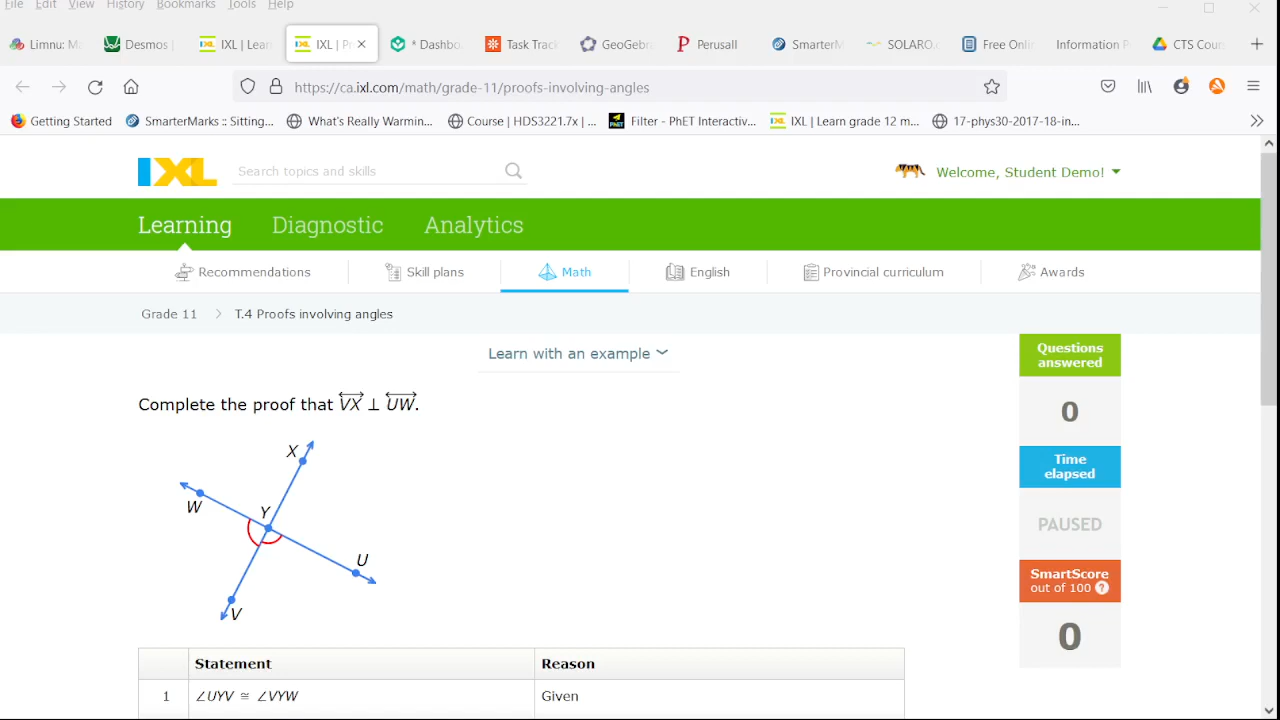 File Edit View History Bookmarks Tools Help
Limnu: M Desmos | IXL | Lear IXL | P * Dashbo Task Track GeoGeb Perusall SmarterM SOLARO. Free Onli Information P CTS Coun
https://ca.ixl.com/math/grade-11/proofs-involving-angles
Getting Started SmarterMarks :: Sitting... What's Really Warmin... Course | HDS3221.7x | ... Filter - PhET Interactiv... IXL | Learn grade 12 m... 17-phys30-2017-18-in...
IXL Search topics and skills Welcome, Student Demo!
Learning Diagnostic Analytics
Recommendations Skill plans Math English Provincial curriculum Awards
Grade 11 > T.4 Proofs involving angles
Learn with an example
Questions
answered
0
Time
elapsed
PAUSED
SmartScore
out of 100 ?
0
Complete the proof that VX ⊥ UW.
X
W
Y
U
V
Statement Reason
1 ∠UYV ≅ ∠VYW Given